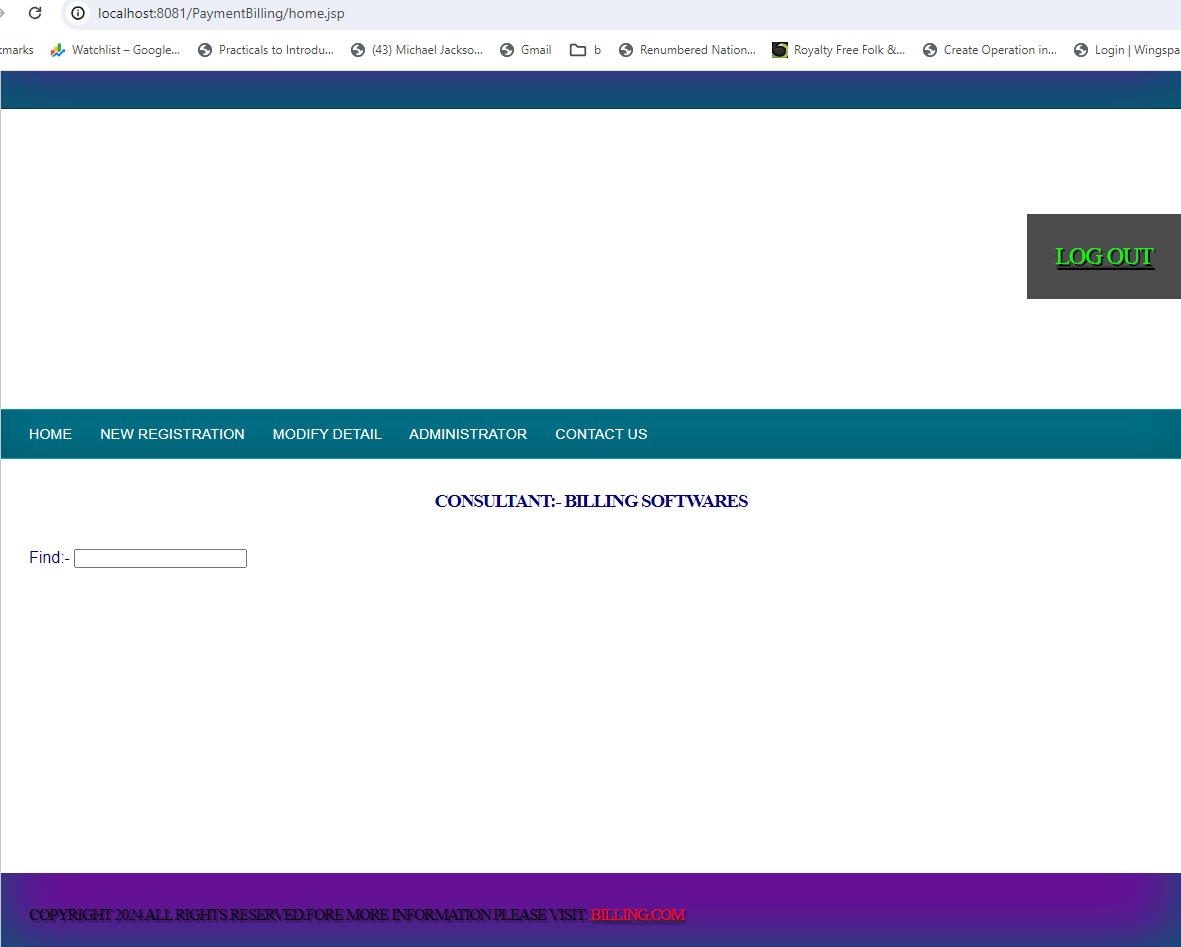 localhost:8081/PaymentBilling/home.jsp
kmarks Watchlist – Google... Practicals to Introdu... (43) Michael Jackso... Gmail b Renumbered Nation... Royalty Free Folk &... Create Operation in... Login | Wingspa
LOG OUT
HOME NEW REGISTRATION MODIFY DETAIL ADMINISTRATOR CONTACT US
CONSULTANT:- BILLING SOFTWARES
Find:-
COPYRIGHT 2024 ALL RIGHTS RESERVED.FORE MORE INFORMATION PLEASE VISIT: BILLING.COM